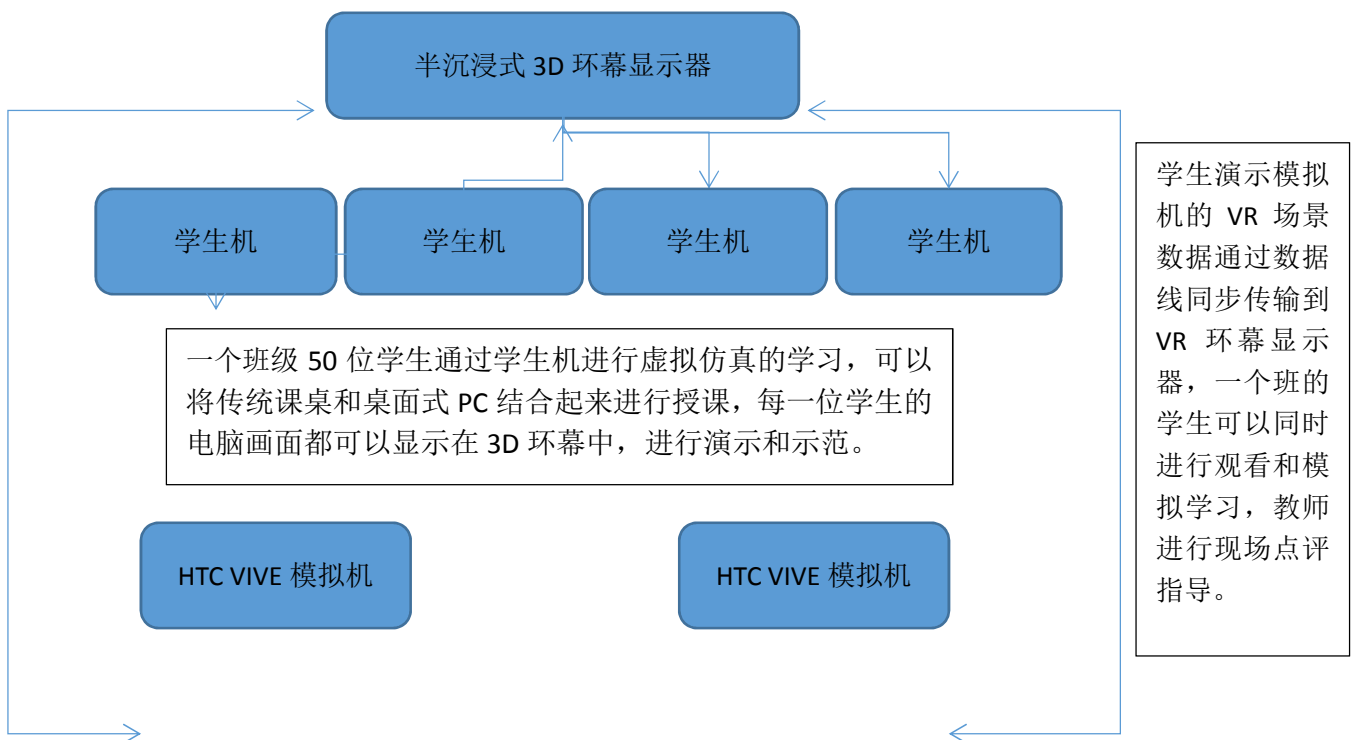 半沉浸式 3D 环幕显示器
学生机
学生机
学生机
学生机
一个班级 50 位学生通过学生机进行虚拟仿真的学习，可以
将传统课桌和桌面式 PC 结合起来进行授课，每一位学生的
电脑画面都可以显示在 3D 环幕中，进行演示和示范。
HTC VIVE 模拟机
HTC VIVE 模拟机
学生演示模拟
机的 VR 场景
数据通过数据
线同步传输到
VR 环幕显示
器，一个班的
学生可以同时
进行观看和模
拟学习，教师
进行现场点评
指导。